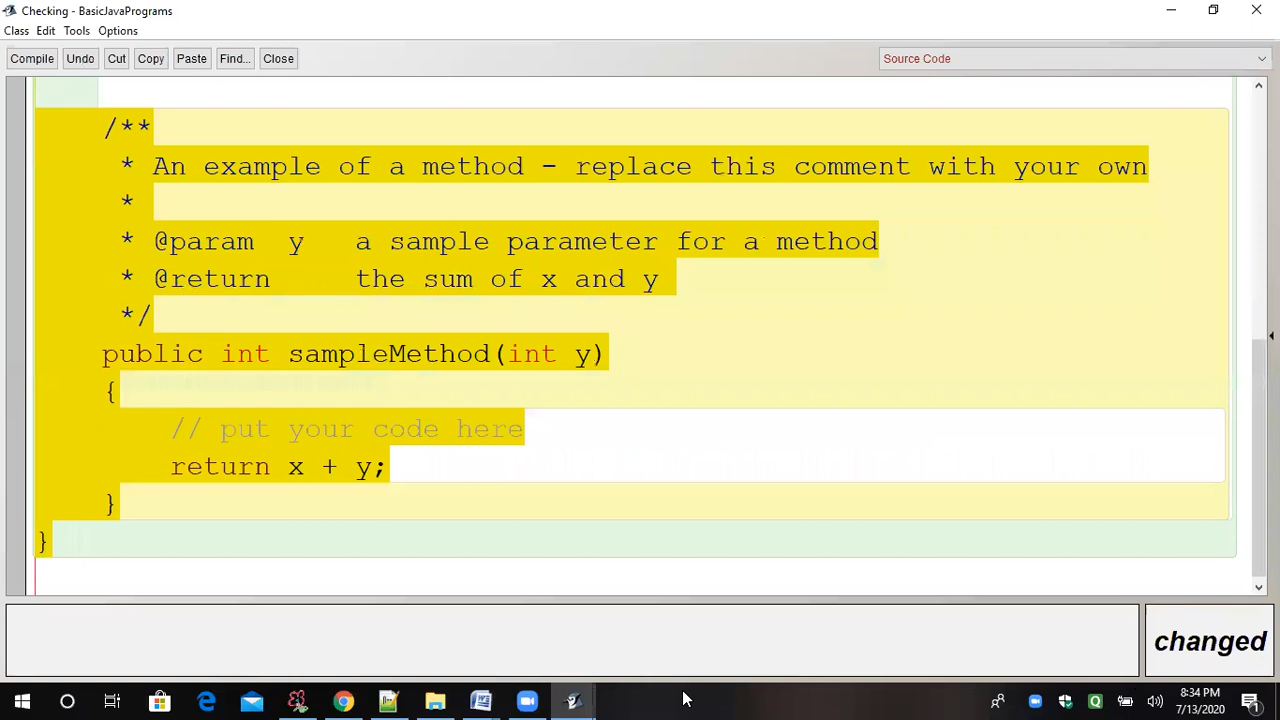 Checking - BasicJavaPrograms
Class Edit Tools Options
Compile Undo Cut Copy Paste Find... Close Source Code
/**
* An example of a method - replace this comment with your own
*
* @param y a sample parameter for a method
* @return the sum of x and y
*/
public int sampleMethod(int y)
{
// put your code here
return x + y;
}
}
changed
8:34 PM
7/13/2020
1